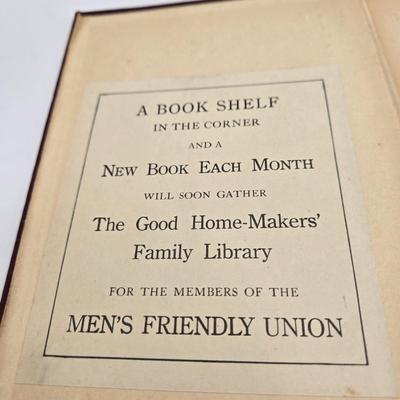 A BOOK SHELF
IN THE CORNER
AND A
NEW BOOK EACH MONTH
WILL SOON GATHER
The Good Home-Makers'
Family Library
FOR THE MEMBERS OF THE
MEN'S FRIENDLY UNION